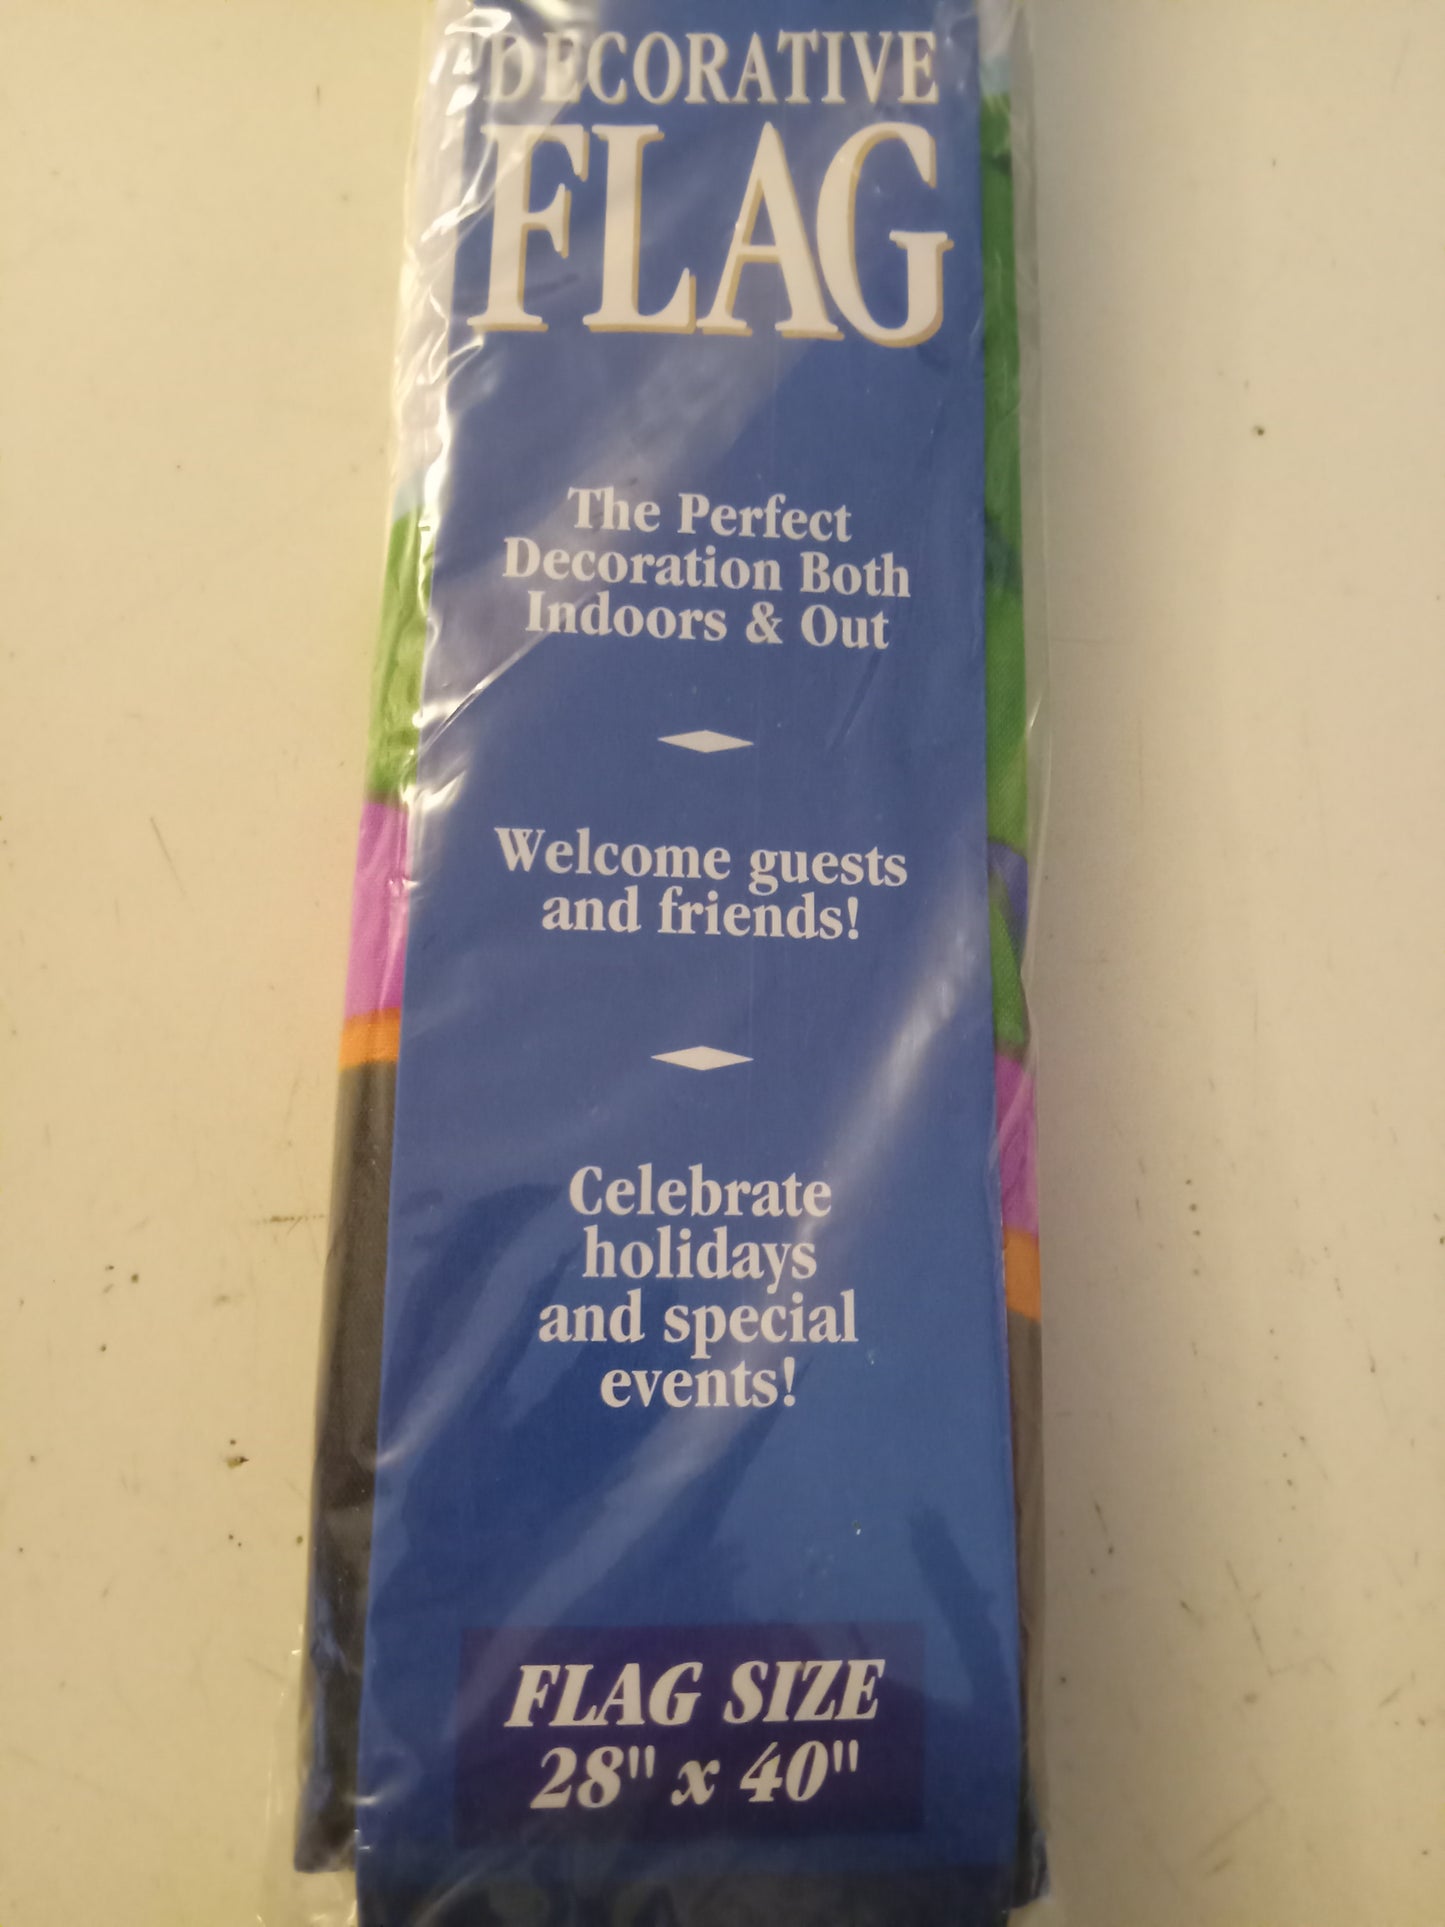 DECORATIVE
FLAG
The Perfect
Decoration Both
Indoors & Out
Welcome guests
and friends!
Celebrate
holidays
and special
events!
FLAG SIZE
28" x 40"